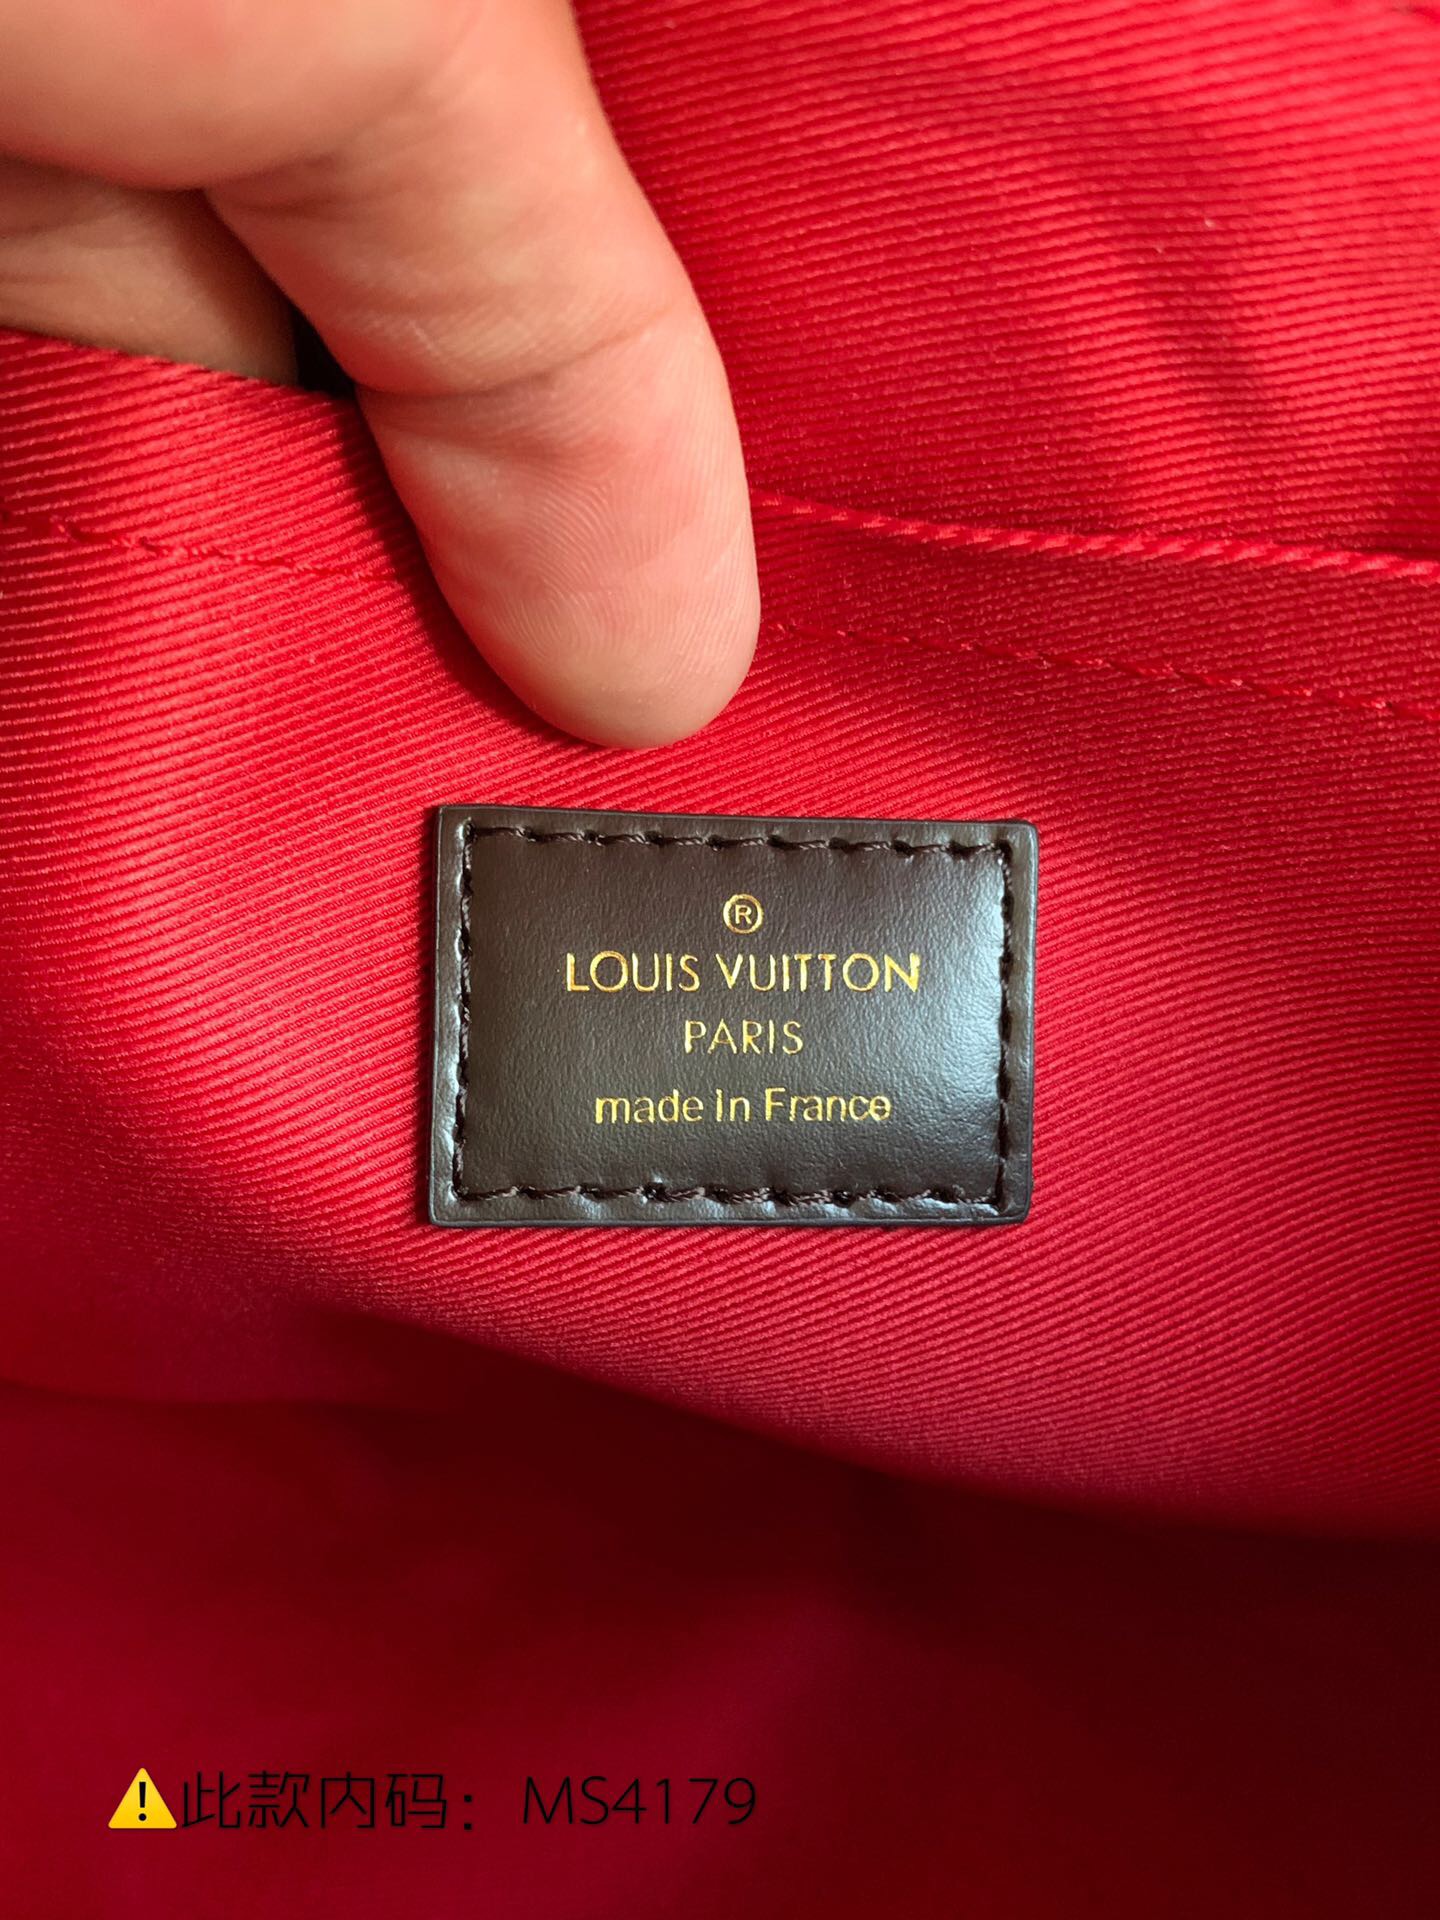 ®
LOUIS VUITTON
PARIS
made in France
⚠此款内码：MS4179